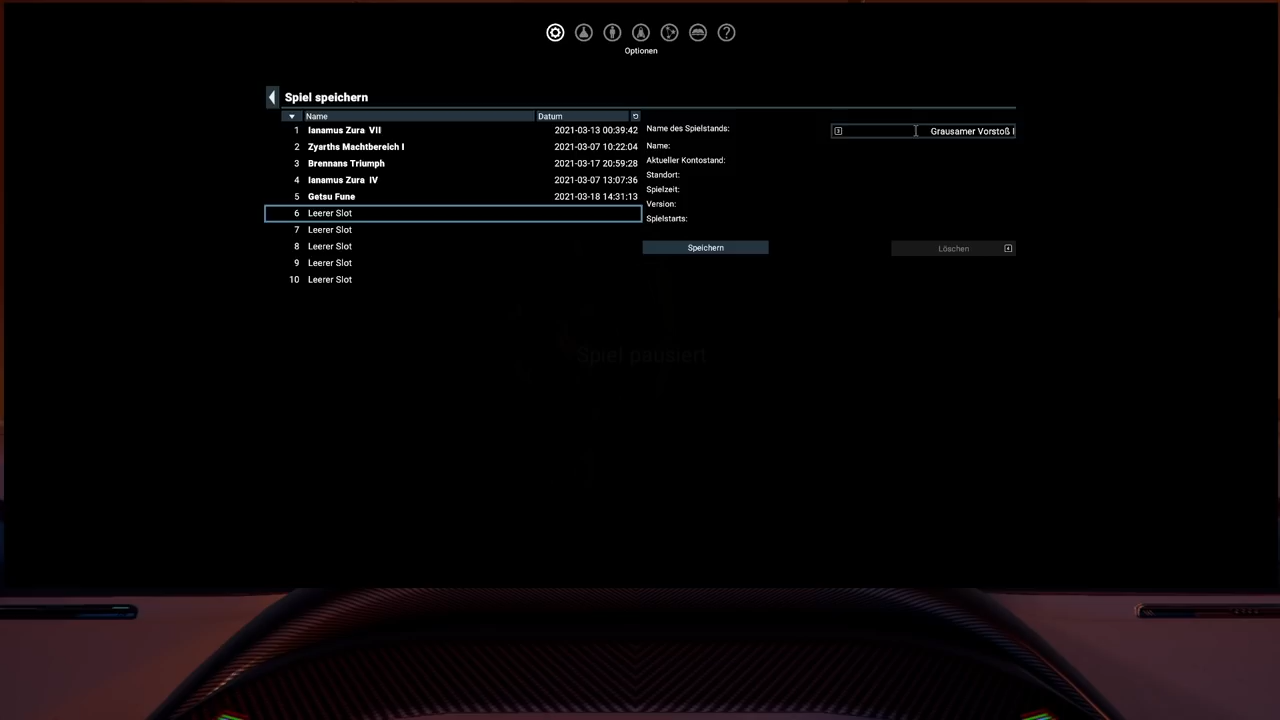 ?
Optionen
Spiel speichern
Name Datum
1 Ianamus Zura VII 2021-03-13 00:39:42
2 Zyarths Machtbereich I 2021-03-07 10:22:04
3 Brennans Triumph 2021-03-17 20:59:28
4 Ianamus Zura IV 2021-03-07 13:07:36
5 Getsu Fune 2021-03-18 14:31:13
6 Leerer Slot
7 Leerer Slot
8 Leerer Slot
9 Leerer Slot
10 Leerer Slot
Name des Spielstands: 3 Grausamer Vorstoß I
Name:
Aktueller Kontostand:
Standort:
Spielzeit:
Version:
Spielstarts:
Speichern
Löschen 4
Spiel pausiert